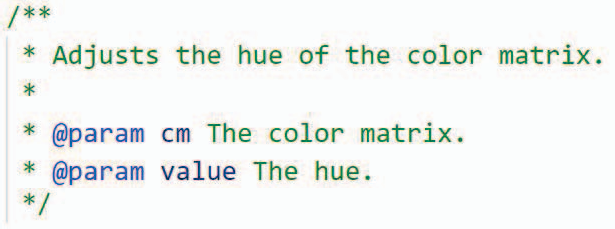 /**
* Adjusts the hue of the color matrix.
*
* @param cm The color matrix.
* @param value The hue.
*/